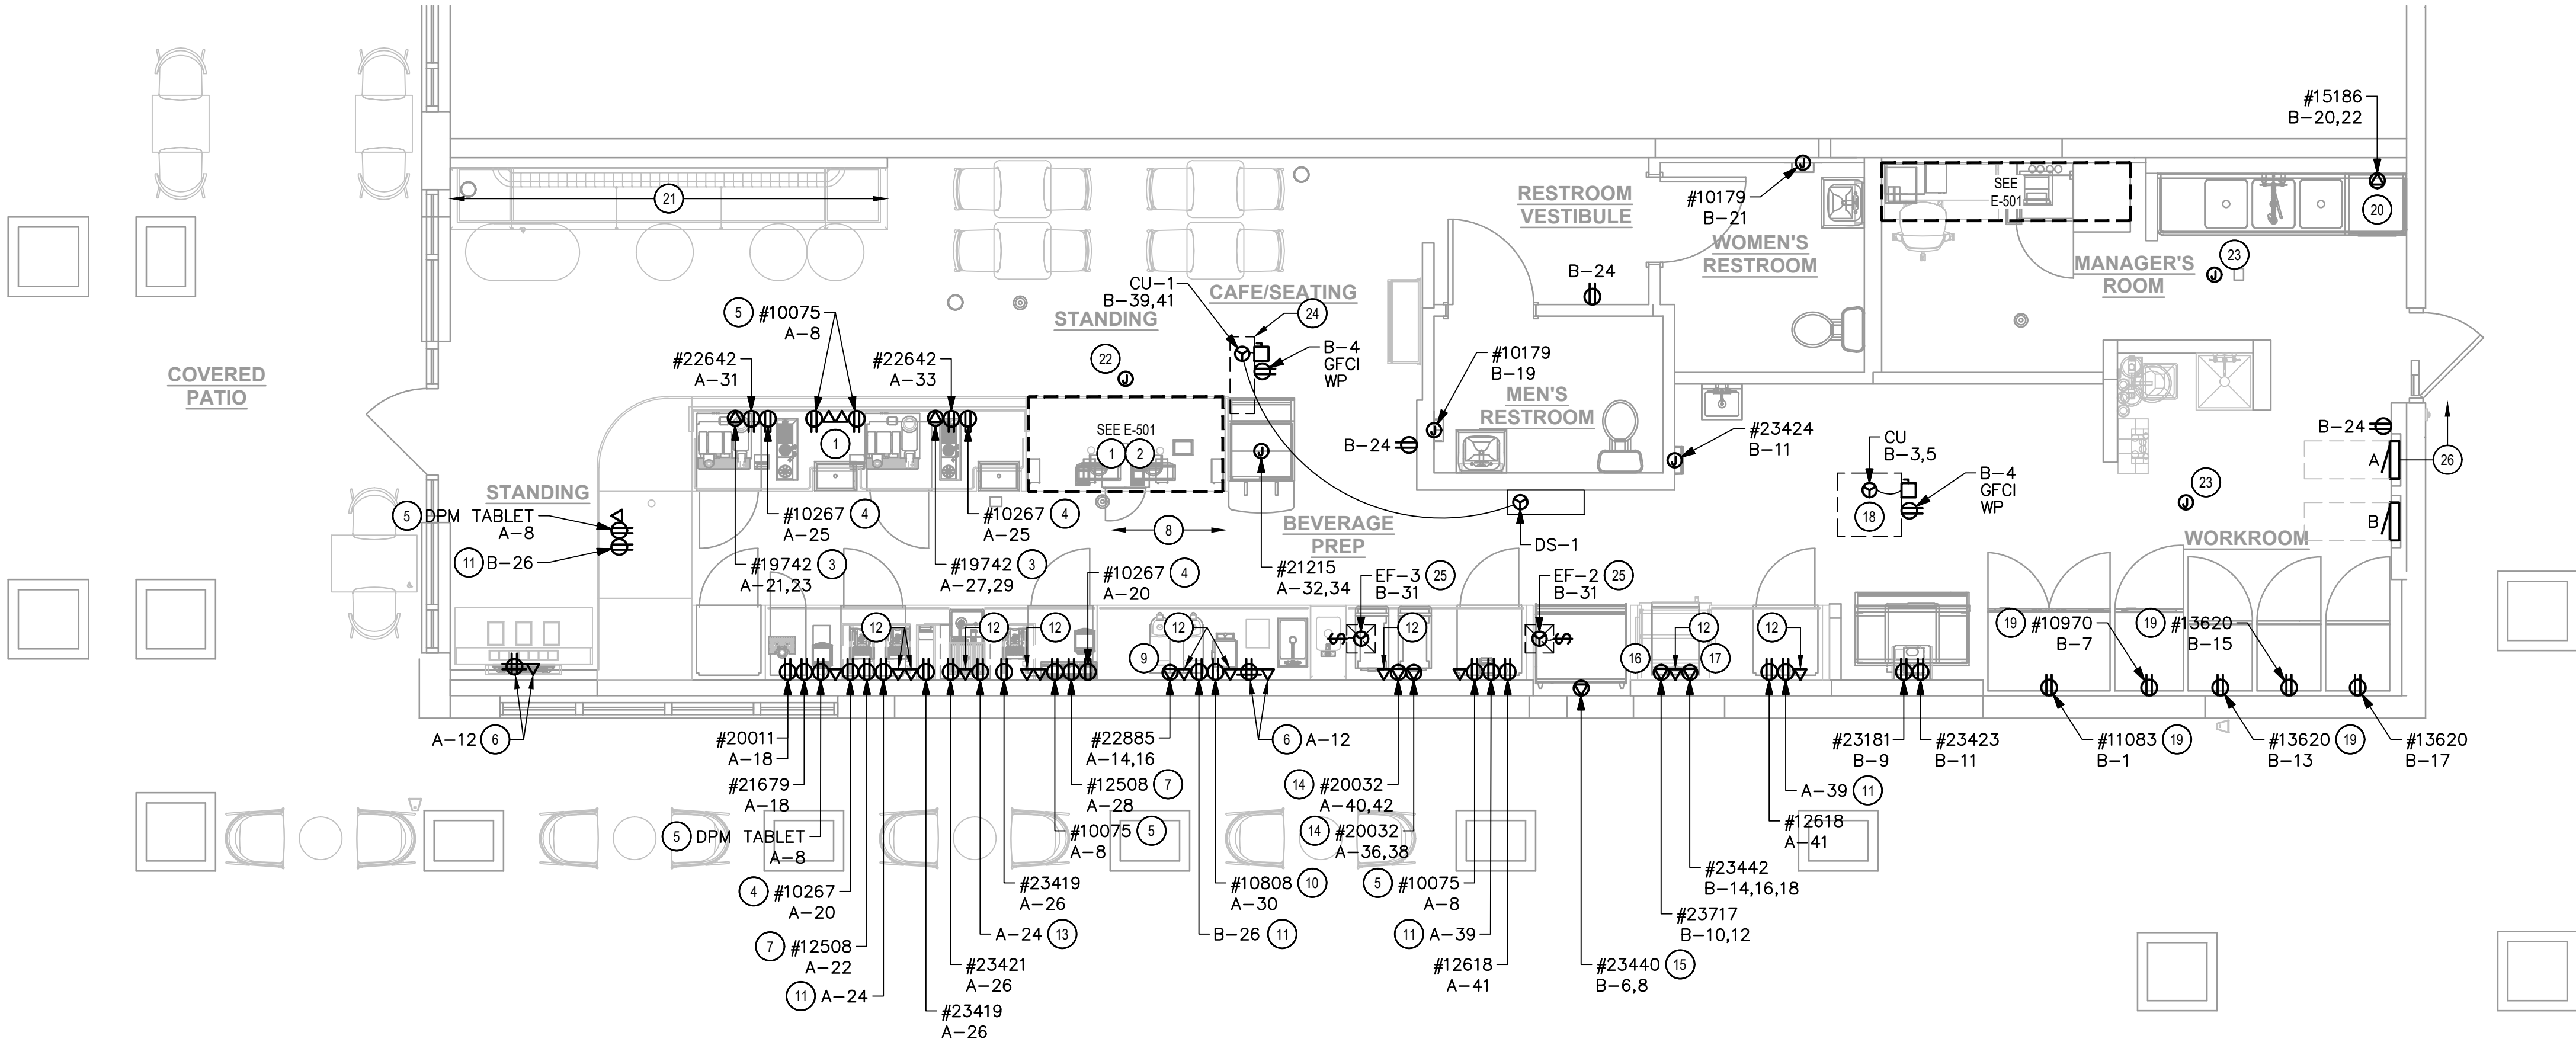 #15186
B-20,22
20
21
RESTROOM
VESTIBULE
#10179
B-21
WOMEN'S
RESTROOM
SEE
E-501
MANAGER'S
ROOM
23
COVERED
PATIO
5 #10075
A-8
#22642
A-31
#22642
A-33
STANDING
CAFE/SEATING
CU-1
B-39,41
24
22
B-4
GFCI
WP
B-24
#10179
B-19
MEN'S
RESTROOM
B-24
#23424
B-11
CU
B-3,5
18
B-4
GFCI
WP
B-24
A
26
B
23
WORKROOM
1
SEE E-501
1 2
STANDING
5 DPM TABLET
A-8
11 B-26
#10267 4
A-25
#10267 4
A-25
8
#19742 3
A-21,23
#19742 3
A-27,29
#10267 4
A-20
BEVERAGE
PREP
#21215
A-32,34
DS-1
EF-3 25
B-31
EF-2 25
B-31
19 #10970
B-7
19 #13620
B-15
12
12
12
9
12
12
16
12
17
12
A-12 6
#20011
A-18
#21679
A-18
5 DPM TABLET
A-8
4 #10267
A-20
7 #12508
A-22
11 A-24
#23419
A-26
#23421
A-26
A-24 13
#23419
A-26
#10075 5
A-8
#12508 7
A-28
#22885
A-14,16
6 A-12
#10808 10
A-30
B-26 11
14 #20032
A-40,42
14 #20032
A-36,38
5 #10075
A-8
11 A-39
#12618
A-41
#23440 15
B-6,8
#23717
B-10,12
#23442
B-14,16,18
#12618
A-41
A-39 11
#23181
B-9
#23423
B-11
#11083 19
B-1
#13620 19
B-13
#13620
B-17